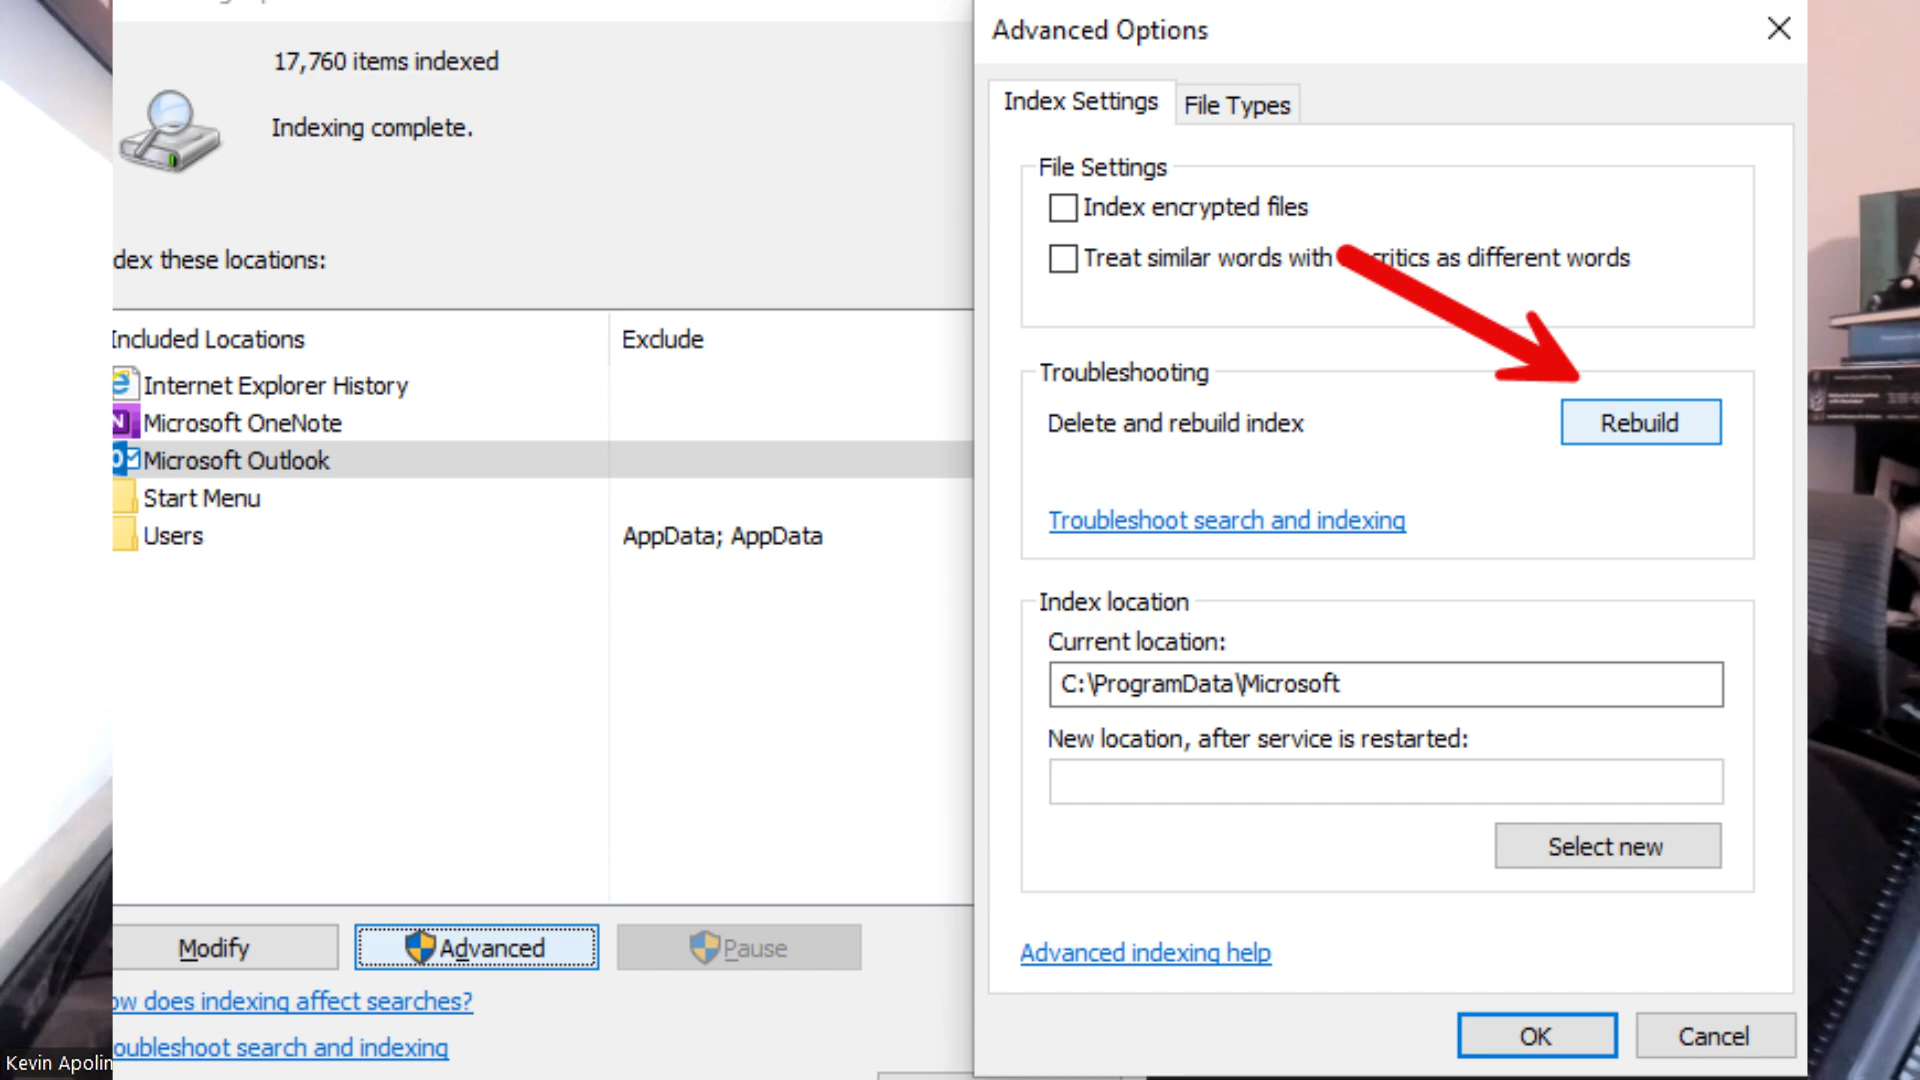 17,760 items indexed
Indexing complete.
dex these locations:
Included Locations
Exclude
Internet Explorer History
Microsoft OneNote
Microsoft Outlook
Start Menu
Users
AppData; AppData
Modify
Advanced
Pause
ow does indexing affect searches?
oubleshoot search and indexing
Kevin Apolin
Advanced Options
Index Settings
File Types
File Settings
Index encrypted files
Treat similar words with critics as different words
Troubleshooting
Delete and rebuild index
Rebuild
Troubleshoot search and indexing
Index location
Current location:
C:\ProgramData\Microsoft
New location, after service is restarted:
Select new
Advanced indexing help
OK
Cancel